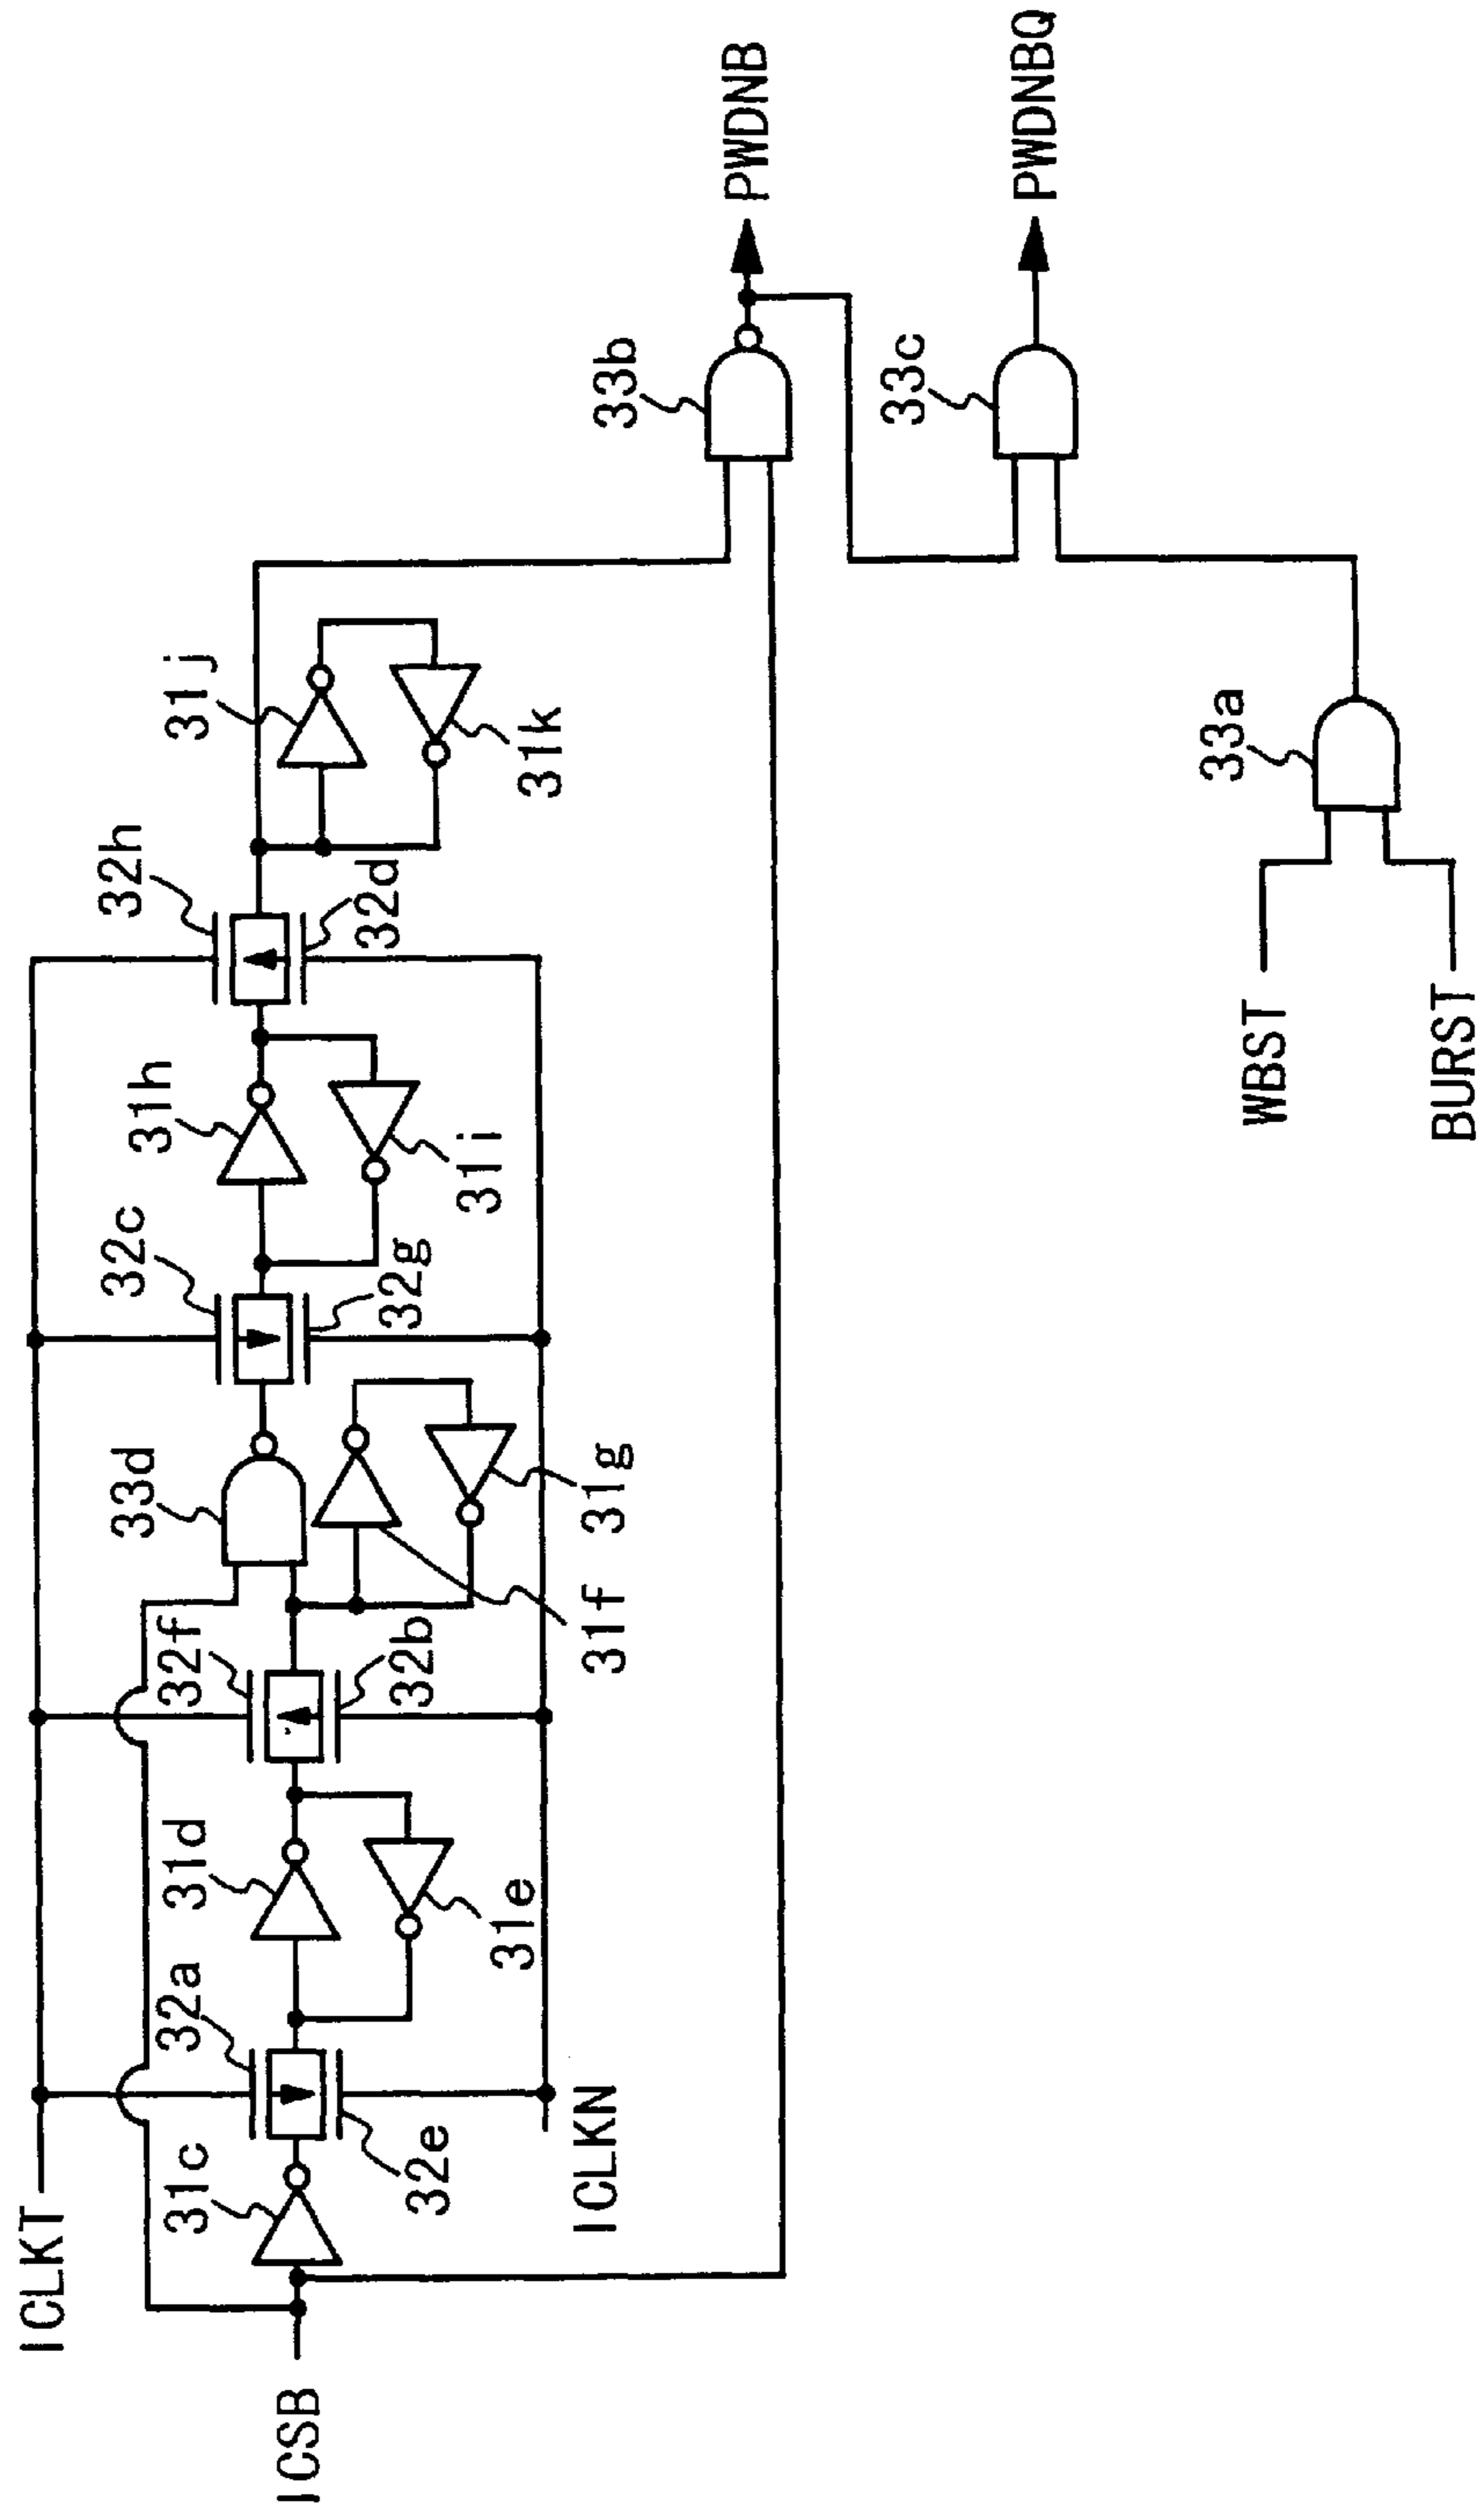 ICLKT
ICSB
31c
32a
32e
ICLKN
31d
31e
32f
32b
33d
31f
31g
32c
32g
31h
31i
32h
32d
31j
31k
33b
PWDNB
33c
PWDNBQ
33a
WBST
BURST